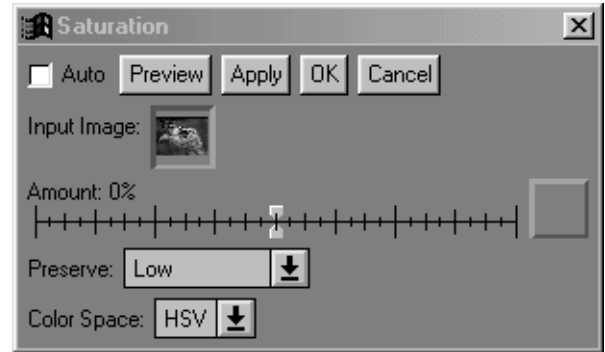 Saturation
Auto Preview Apply OK Cancel
Input Image:
Amount: 0%
Preserve: Low
Color Space: HSV